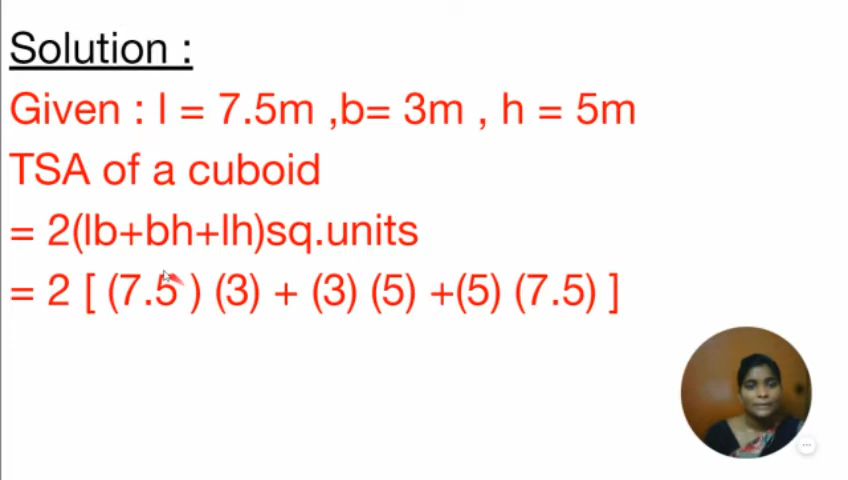 Solution :
Given : l = 7.5m ,b= 3m , h = 5m
TSA of a cuboid
= 2(lb+bh+lh)sq.units
= 2 [ (7.5 ) (3) + (3) (5) +(5) (7.5) ]